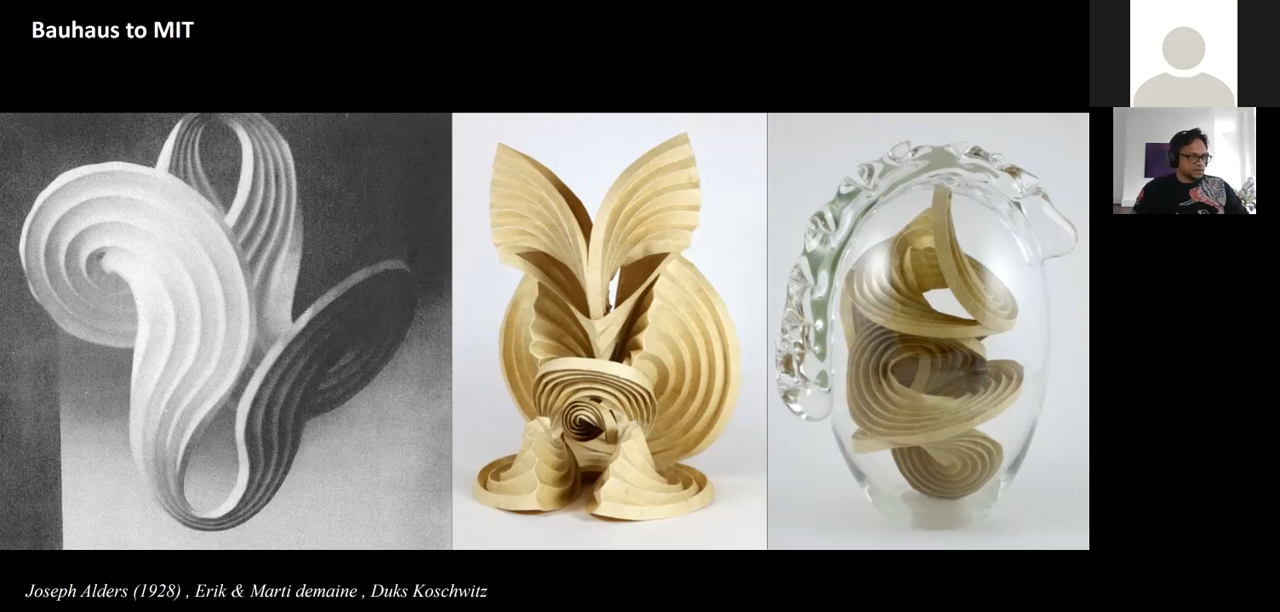 Bauhaus to MIT
Joseph Alders (1928) , Erik & Marti demaine , Duks Koschwitz